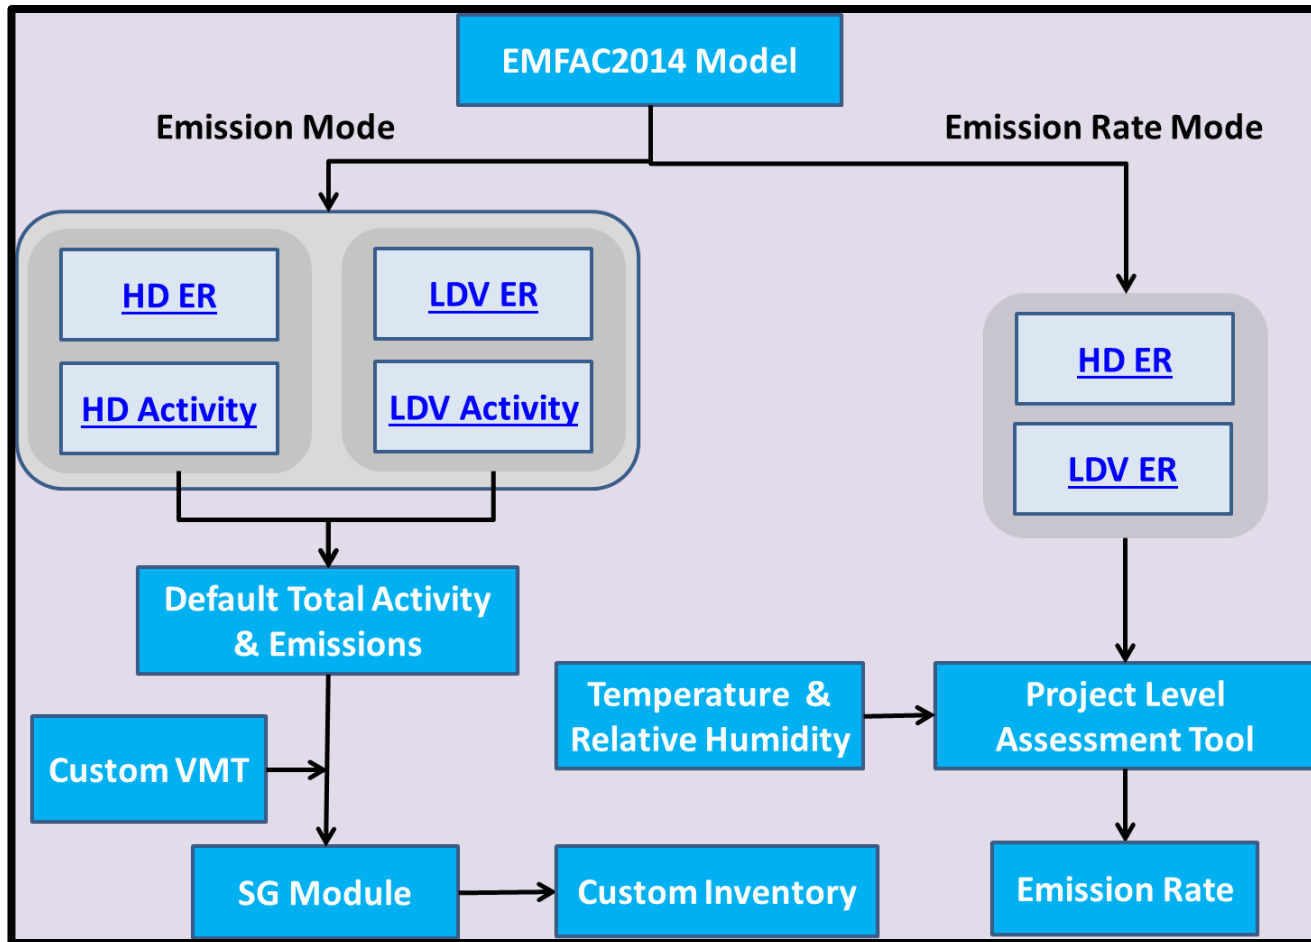 EMFAC2014 Model
Emission Mode
Emission Rate Mode
HD ER
LDV ER
HD Activity
LDV Activity
HD ER
LDV ER
Default Total Activity
& Emissions
Temperature &
Relative Humidity
Project Level
Assessment Tool
Custom VMT
SG Module
Custom Inventory
Emission Rate